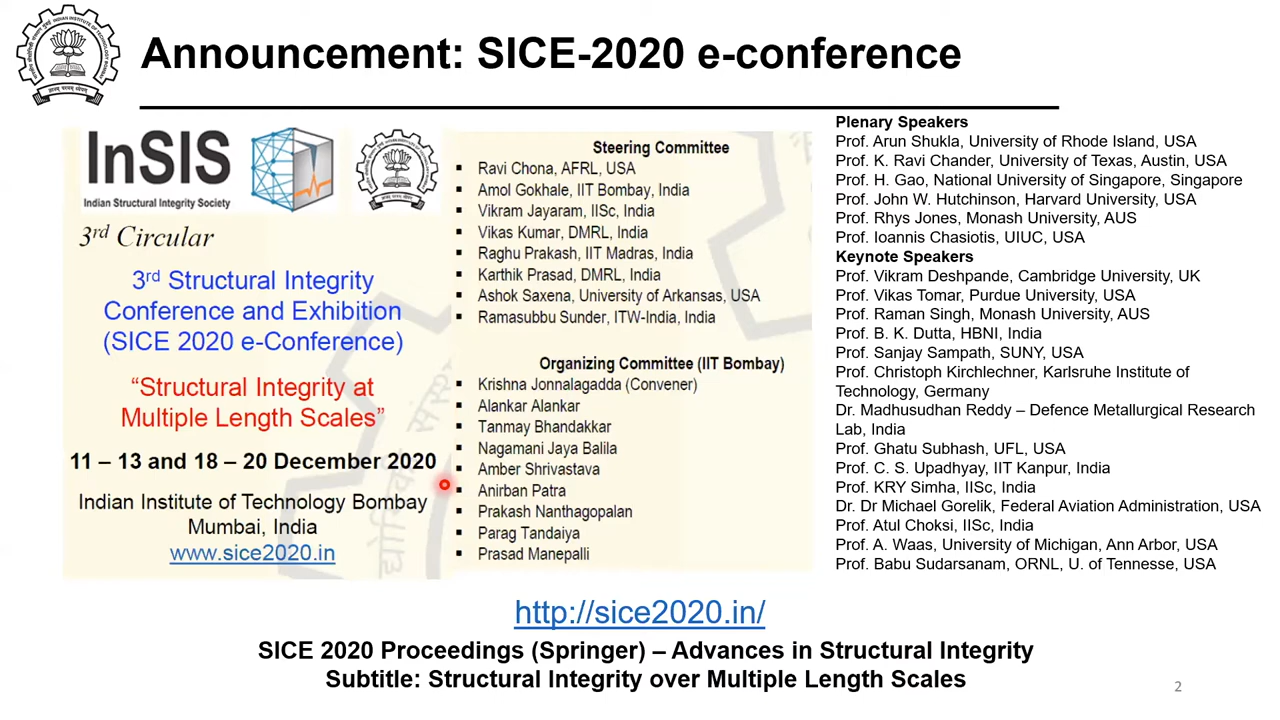 Announcement: SICE-2020 e-conference
InSIS
Indian Structural Integrity Society
3rd Circular
3rd Structural Integrity
Conference and Exhibition
(SICE 2020 e-Conference)
“Structural Integrity at
Multiple Length Scales”
11 – 13 and 18 – 20 December 2020
Indian Institute of Technology Bombay
Mumbai, India
www.sice2020.in
Steering Committee
▪ Ravi Chona, AFRL, USA
▪ Amol Gokhale, IIT Bombay, India
▪ Vikram Jayaram, IISc, India
▪ Vikas Kumar, DMRL, India
▪ Raghu Prakash, IIT Madras, India
▪ Karthik Prasad, DMRL, India
▪ Ashok Saxena, University of Arkansas, USA
▪ Ramasubbu Sunder, ITW-India, India
Organizing Committee (IIT Bombay)
▪ Krishna Jonnalagadda (Convener)
▪ Alankar Alankar
▪ Tanmay Bhandakkar
▪ Nagamani Jaya Balila
▪ Amber Shrivastava
▪ Anirban Patra
▪ Prakash Nanthagopalan
▪ Parag Tandaiya
▪ Prasad Manepalli
Plenary Speakers
Prof. Arun Shukla, University of Rhode Island, USA
Prof. K. Ravi Chander, University of Texas, Austin, USA
Prof. H. Gao, National University of Singapore, Singapore
Prof. John W. Hutchinson, Harvard University, USA
Prof. Rhys Jones, Monash University, AUS
Prof. Ioannis Chasiotis, UIUC, USA
Keynote Speakers
Prof. Vikram Deshpande, Cambridge University, UK
Prof. Vikas Tomar, Purdue University, USA
Prof. Raman Singh, Monash University, AUS
Prof. B. K. Dutta, HBNI, India
Prof. Sanjay Sampath, SUNY, USA
Prof. Christoph Kirchlechner, Karlsruhe Institute of
Technology, Germany
Dr. Madhusudhan Reddy – Defence Metallurgical Research
Lab, India
Prof. Ghatu Subhash, UFL, USA
Prof. C. S. Upadhyay, IIT Kanpur, India
Prof. KRY Simha, IISc, India
Dr. Dr Michael Gorelik, Federal Aviation Administration, USA
Prof. Atul Choksi, IISc, India
Prof. A. Waas, University of Michigan, Ann Arbor, USA
Prof. Babu Sudarsanam, ORNL, U. of Tennesse, USA
http://sice2020.in/
SICE 2020 Proceedings (Springer) – Advances in Structural Integrity
Subtitle: Structural Integrity over Multiple Length Scales
2